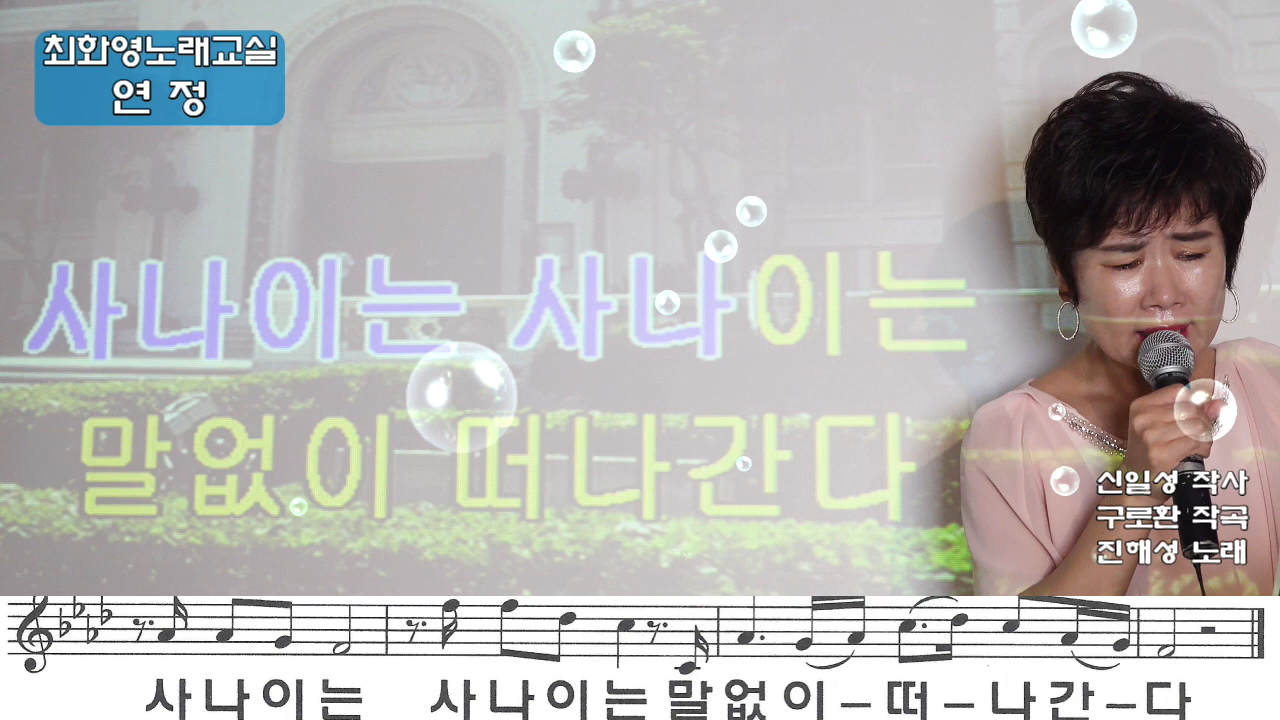 최화영노래교실
연 정
사나이는 사나이는
말없이 떠나간다
신일성 작사
구로환 작곡
진해성 노래
사나이는 사나이는 말없이-떠-나간-다